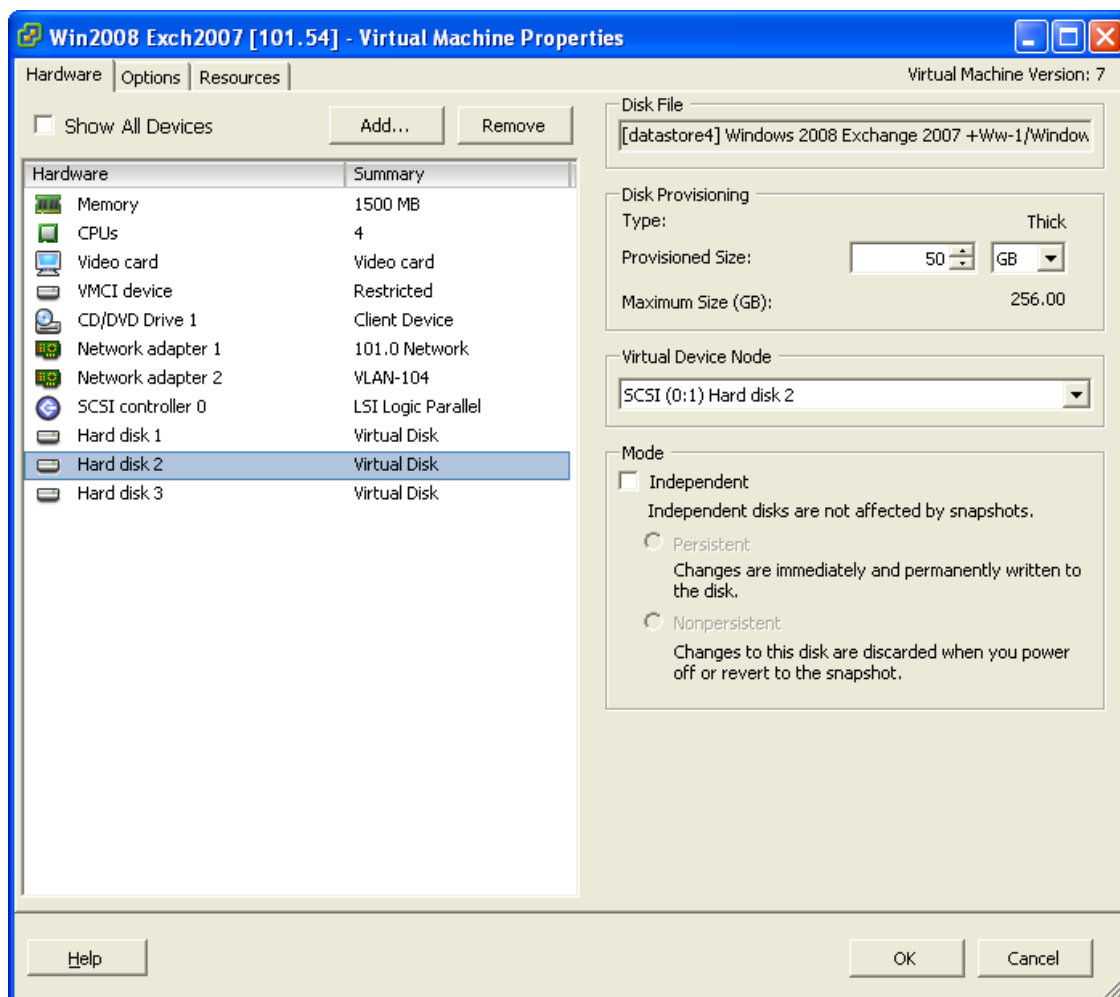 Win2008 Exch2007 [101.54] - Virtual Machine Properties
Hardware Options Resources Virtual Machine Version: 7
Show All Devices Add... Remove
Hardware Summary
Memory 1500 MB
CPUs 4
Video card Video card
VMCI device Restricted
CD/DVD Drive 1 Client Device
Network adapter 1 101.0 Network
Network adapter 2 VLAN-104
SCSI controller 0 LSI Logic Parallel
Hard disk 1 Virtual Disk
Hard disk 2 Virtual Disk
Hard disk 3 Virtual Disk
Disk File
[datastore4] Windows 2008 Exchange 2007 +Ww-1/Window
Disk Provisioning
Type: Thick
Provisioned Size: 50 GB
Maximum Size (GB): 256.00
Virtual Device Node
SCSI (0:1) Hard disk 2
Mode
Independent
Independent disks are not affected by snapshots.
Persistent
Changes are immediately and permanently written to
the disk.
Nonpersistent
Changes to this disk are discarded when you power
off or revert to the snapshot.
Help OK Cancel